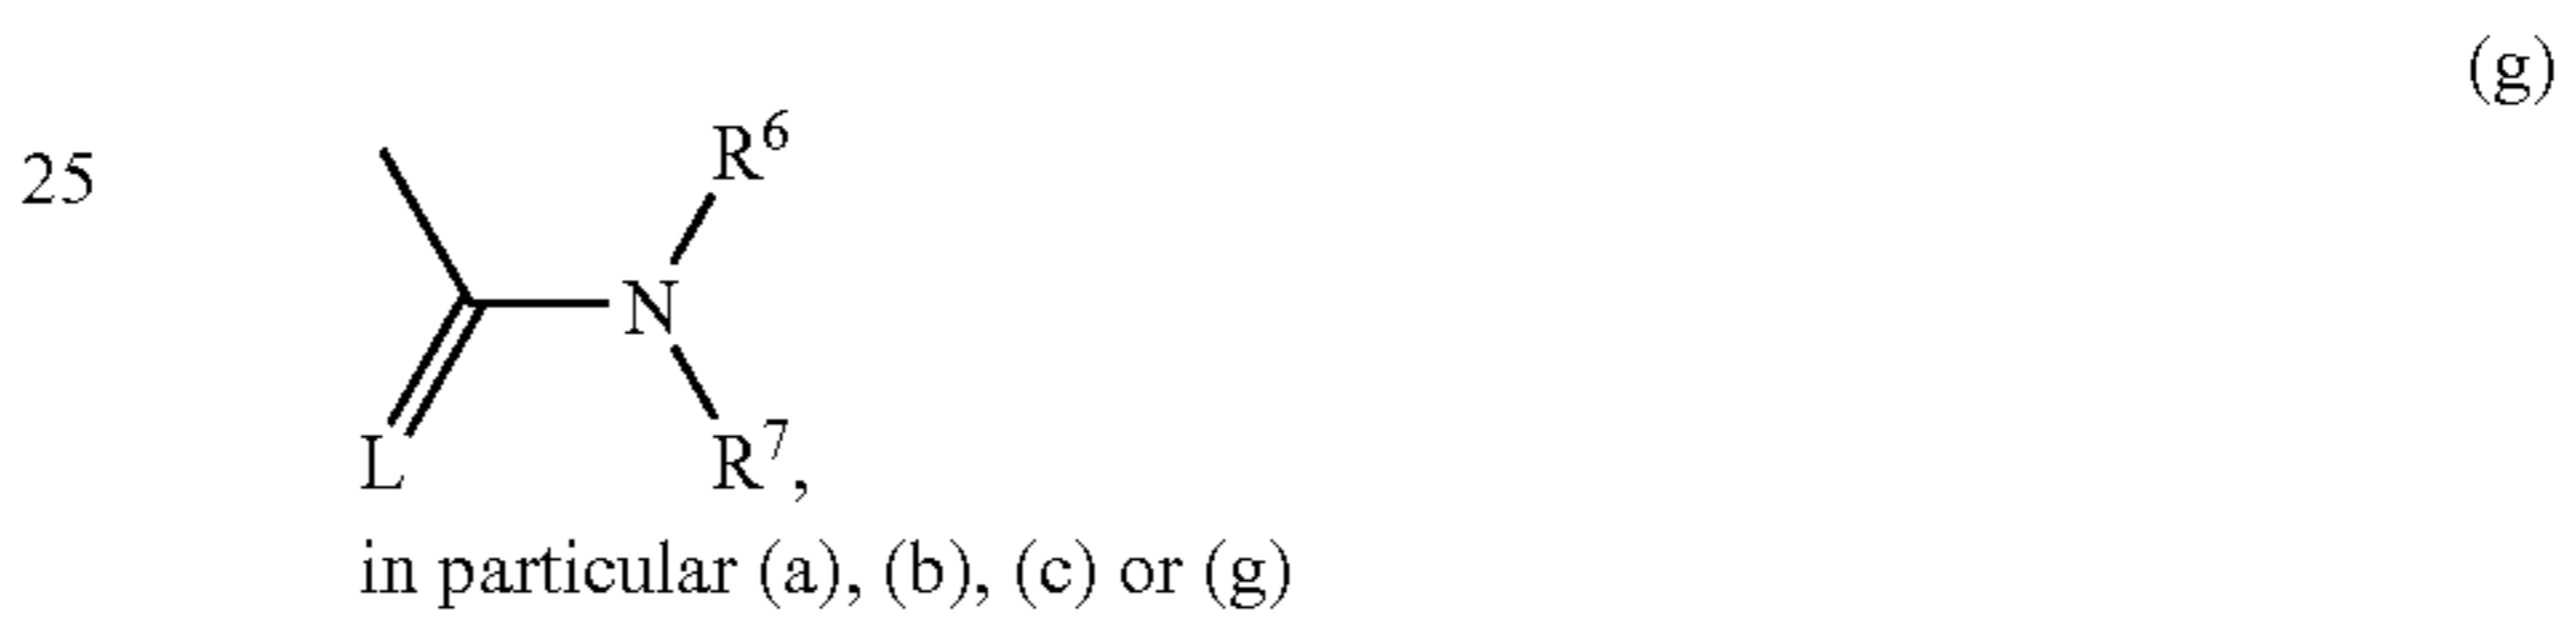 (g)
25
R⁶
N
L R⁷,
in particular (a), (b), (c) or (g)